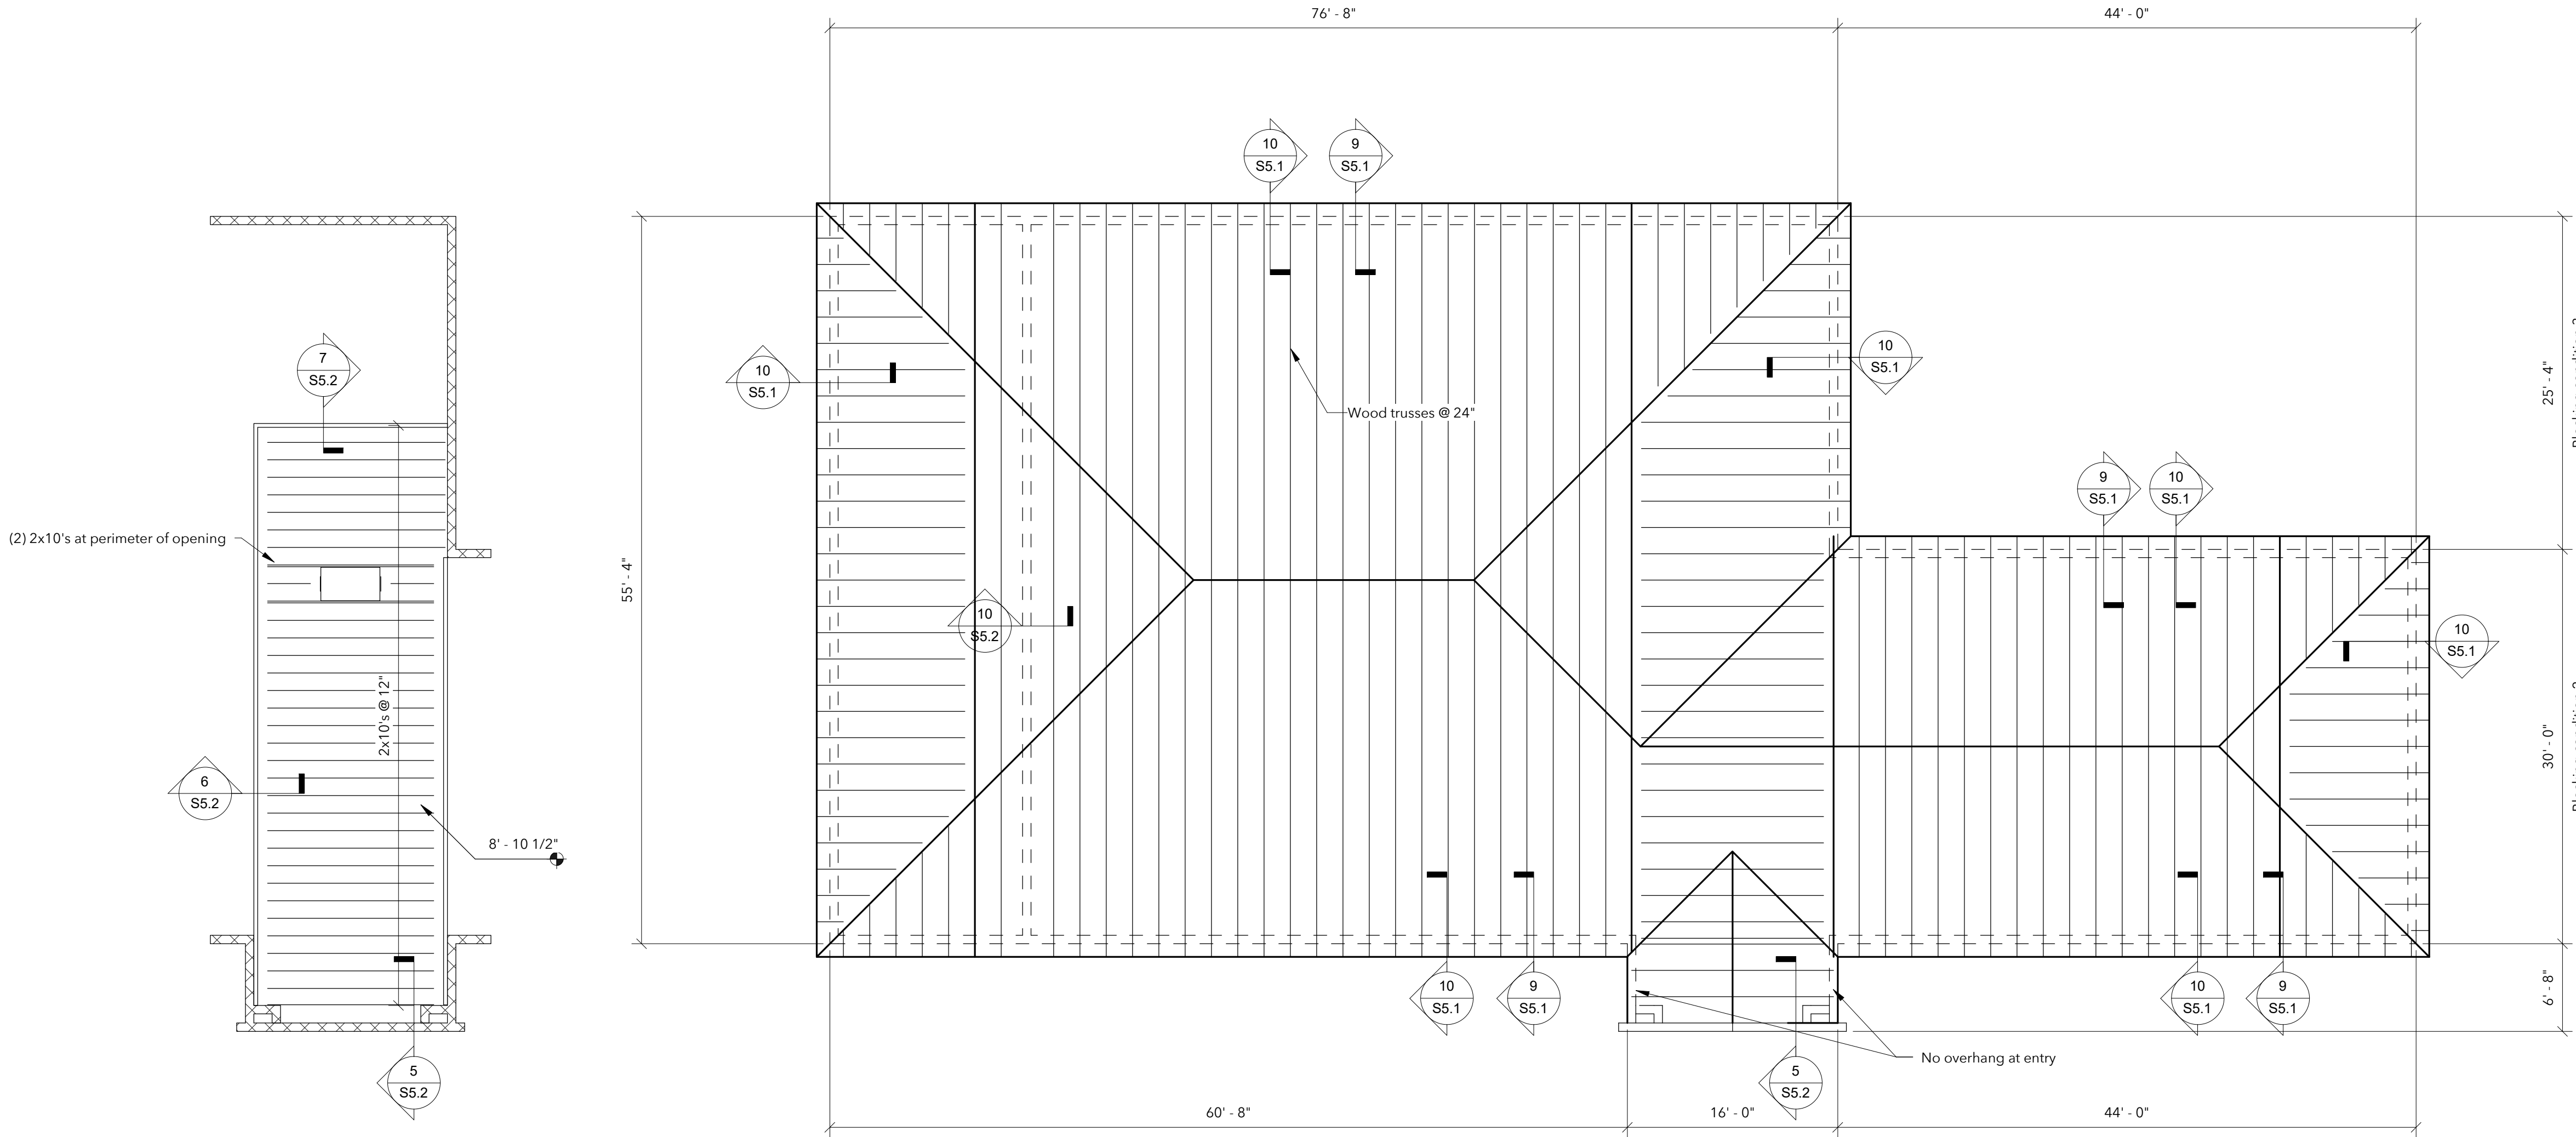 76' - 8"
44' - 0"
10
S5.1
9
S5.1
7
S5.2
10
S5.1
10
S5.1
25' - 4"
Wood trusses @ 24"
9
S5.1
10
S5.1
(2) 2x10's at perimeter of opening
55' - 4"
10
S5.2
10
S5.1
2x10's @ 12"
30' - 0"
6
S5.2
8' - 10 1/2"
10
S5.1
9
S5.1
10
S5.1
9
S5.1
6' - 8"
No overhang at entry
5
S5.2
5
S5.2
60' - 8"
16' - 0"
44' - 0"